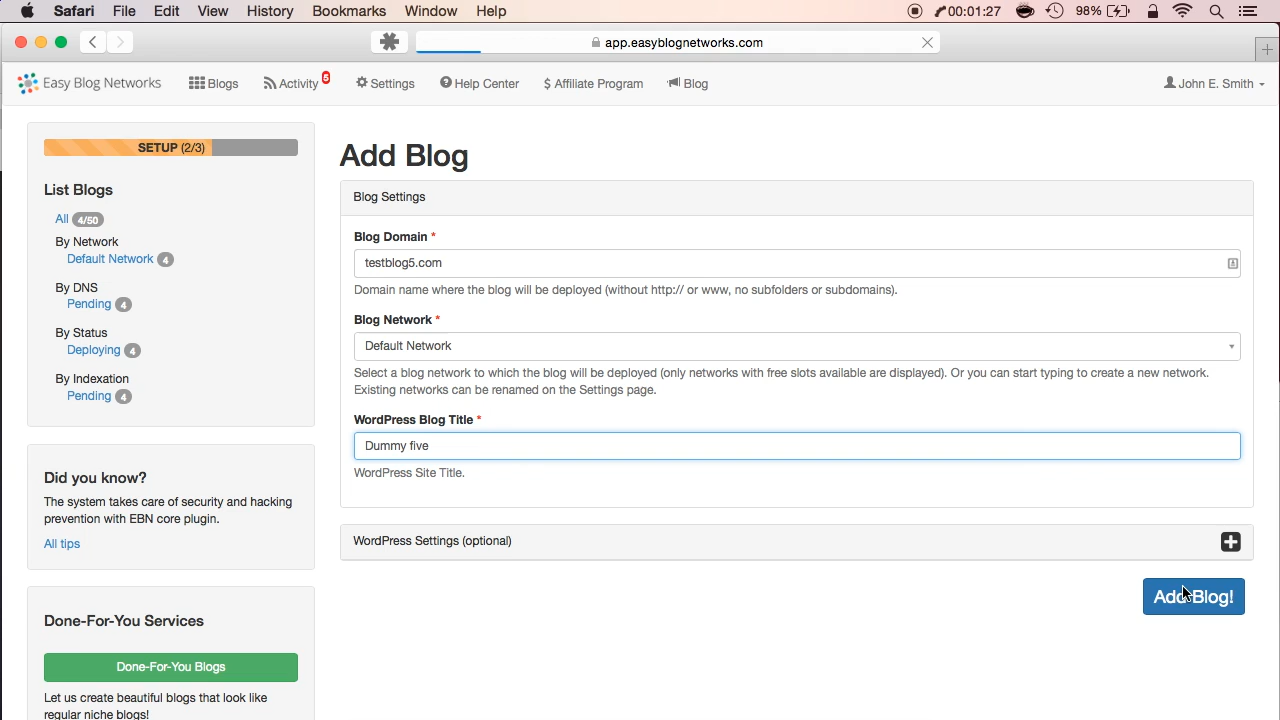 Safari File Edit View History Bookmarks Window Help 00:01:27 98%
app.easyblognetworks.com
Easy Blog Networks Blogs Activity 5 Settings Help Center $ Affiliate Program Blog John E. Smith
SETUP (2/3)
List Blogs
All 4/50
By Network
Default Network 4
By DNS
Pending 4
By Status
Deploying 4
By Indexation
Pending 4
Did you know?
The system takes care of security and hacking
prevention with EBN core plugin.
All tips
Done-For-You Services
Done-For-You Blogs
Let us create beautiful blogs that look like
regular niche blogs!
Add Blog
Blog Settings
Blog Domain *
testblog5.com
Domain name where the blog will be deployed (without http:// or www, no subfolders or subdomains).
Blog Network *
Default Network
Select a blog network to which the blog will be deployed (only networks with free slots available are displayed). Or you can start typing to create a new network.
Existing networks can be renamed on the Settings page.
WordPress Blog Title *
Dummy five
WordPress Site Title.
WordPress Settings (optional)
Add Blog!